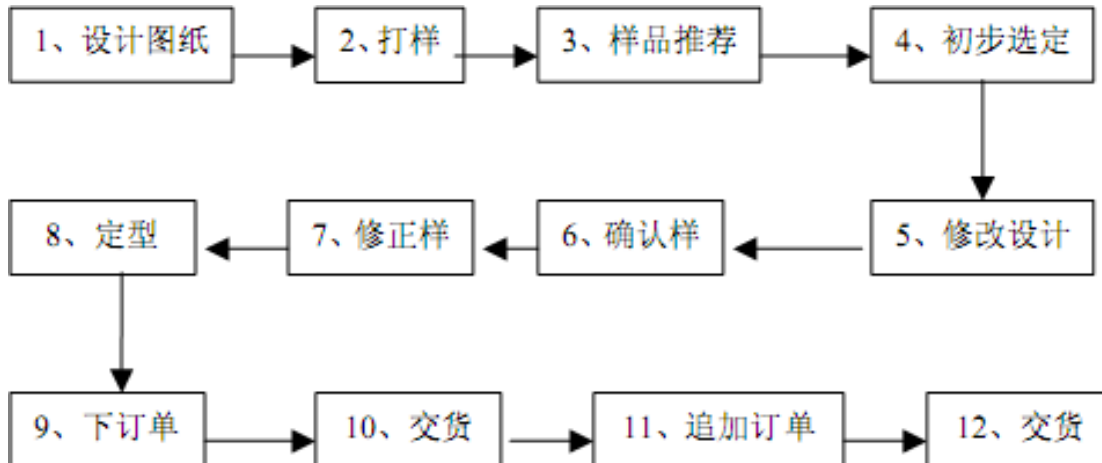 1、设计图纸
2、打样
3、样品推荐
4、初步选定
5、修改设计
6、确认样
7、修正样
8、定型
9、下订单
10、交货
11、追加订单
12、交货